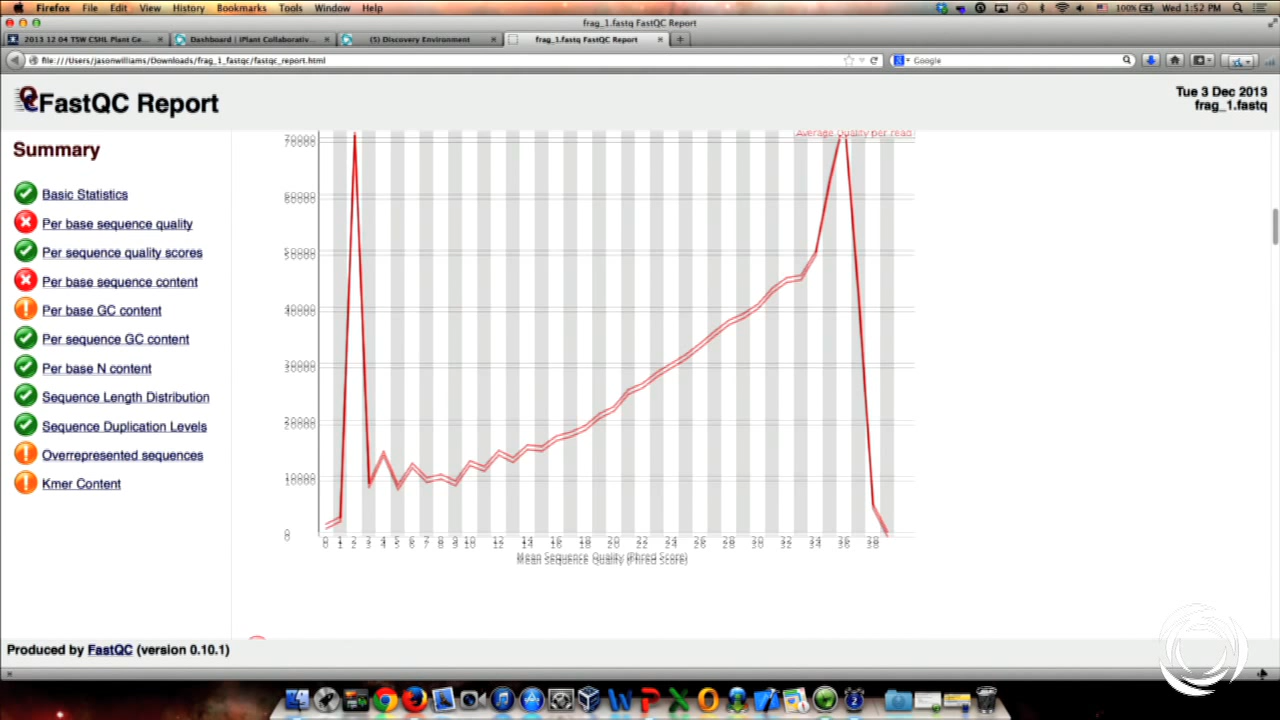 Firefox File Edit View History Bookmarks Tools Window Help 100% Wed 1:52 PM
frag_1.fastq FastQC Report
2013 12 04 TSW CSHL Plant Ge... Dashboard | iPlant Collaborativ... (5) Discovery Environment frag_1.fastq FastQC Report
file:///Users/jasonwilliams/Downloads/frag_1_fastqc/fastqc_report.html Google
FastQC Report
Tue 3 Dec 2013
frag_1.fastq
Summary
Basic Statistics
Per base sequence quality
Per sequence quality scores
Per base sequence content
Per base GC content
Per sequence GC content
Per base N content
Sequence Length Distribution
Sequence Duplication Levels
Overrepresented sequences
Kmer Content
Average Quality per read
70000
60000
50000
40000
30000
20000
10000
0
0 1 2 3 4 5 6 7 8 9 10 12 14 16 18 20 22 24 26 28 30 32 34 36 38
Mean Sequence Quality (Phred Score)
Produced by FastQC (version 0.10.1)